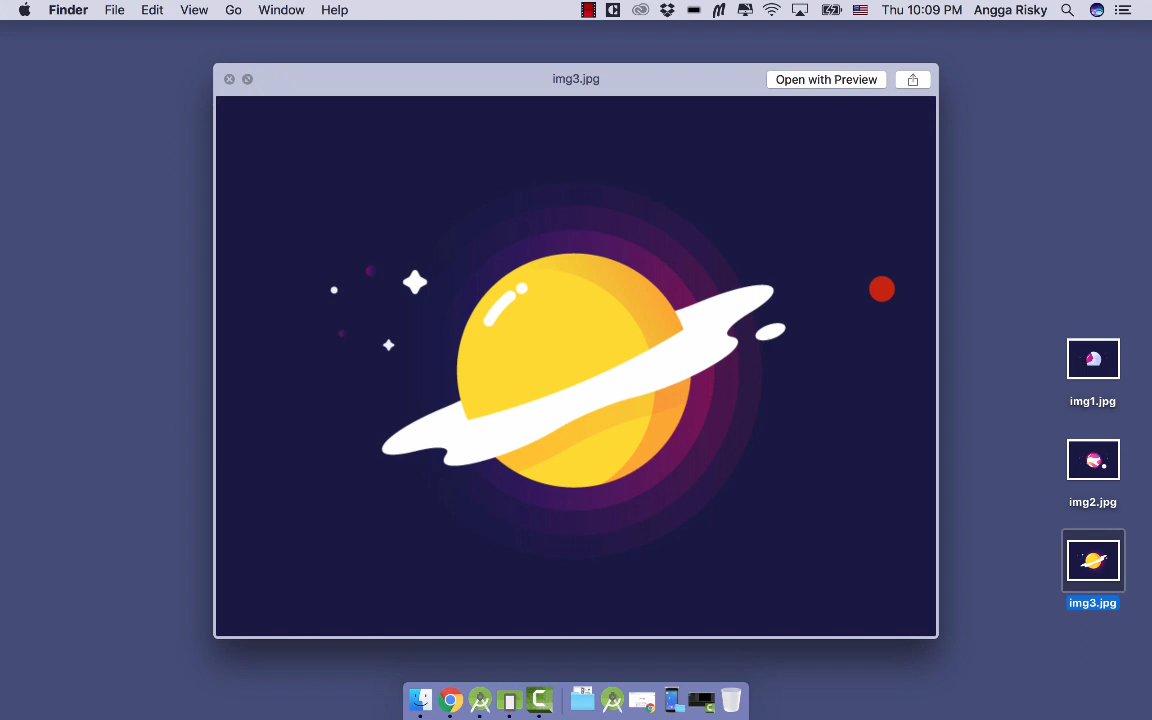 Finder File Edit View Go Window Help Thu 10:09 PM Angga Risky
img3.jpg Open with Preview
img1.jpg
img2.jpg
img3.jpg